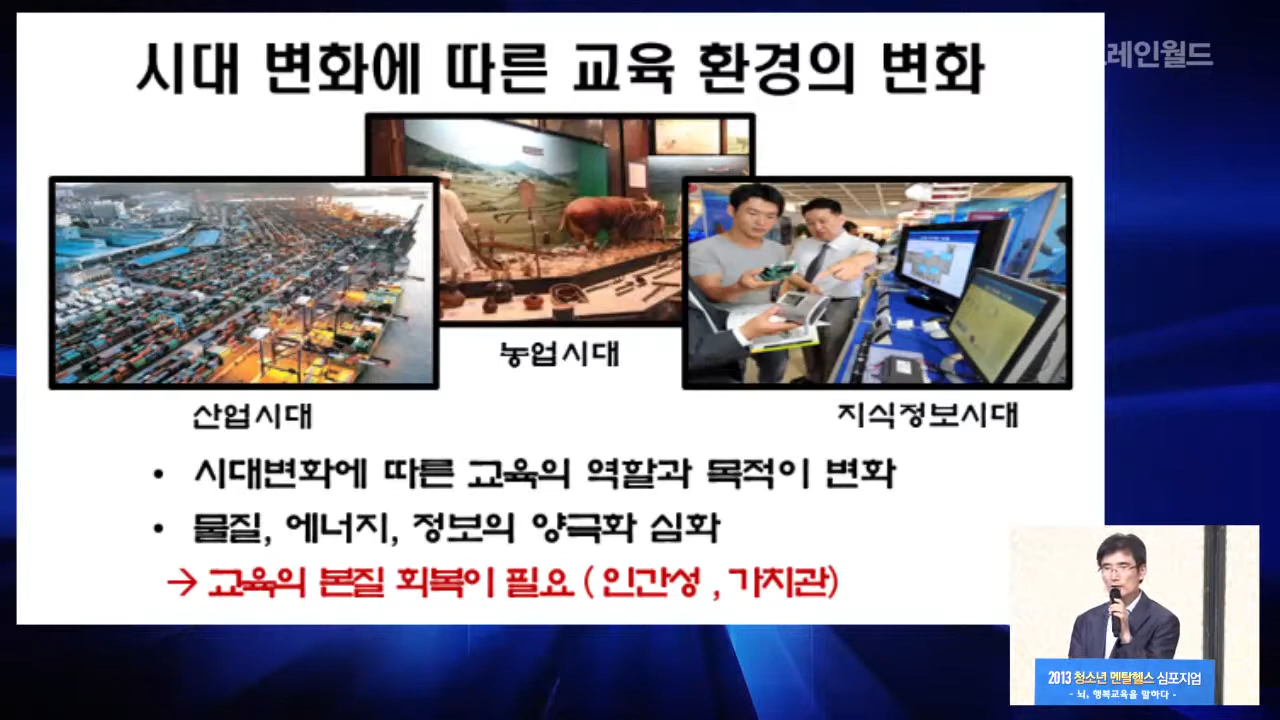 시대 변화에 따른 교육 환경의 변화
레인월드
농업시대
산업시대
지식정보시대
• 시대변화에 따른 교육의 역할과 목적이 변화
• 물질, 에너지, 정보의 양극화 심화
→ 교육의 본질 회복이 필요 ( 인간성 , 가치관)
2013 청소년 멘탈헬스 심포지엄
- 뇌, 행복교육을 말하다 -